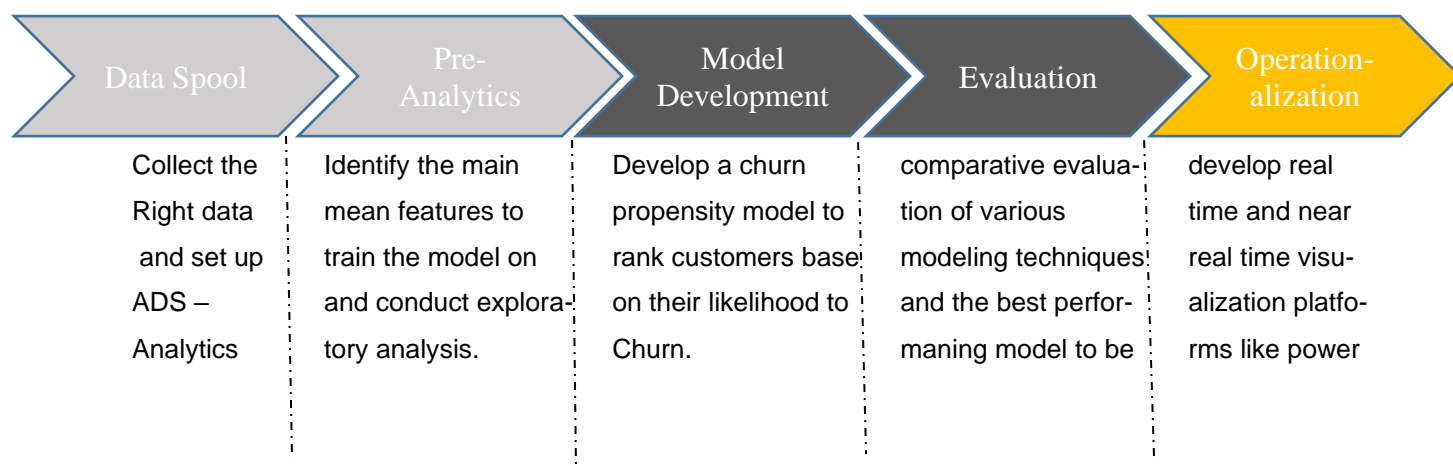 Data Spool
Pre-
Analytics
Model
Development
Evaluation
Operation-
alization
Collect the
Right data
and set up
ADS –
Analytics
Identify the main
mean features to
train the model on
and conduct explora-
tory analysis.
Develop a churn
propensity model to
rank customers base
on their likelihood to
Churn.
comparative evalua-
tion of various
modeling techniques
and the best perfor-
maning model to be
develop real
time and near
real time visu-
alization platfo-
rms like power